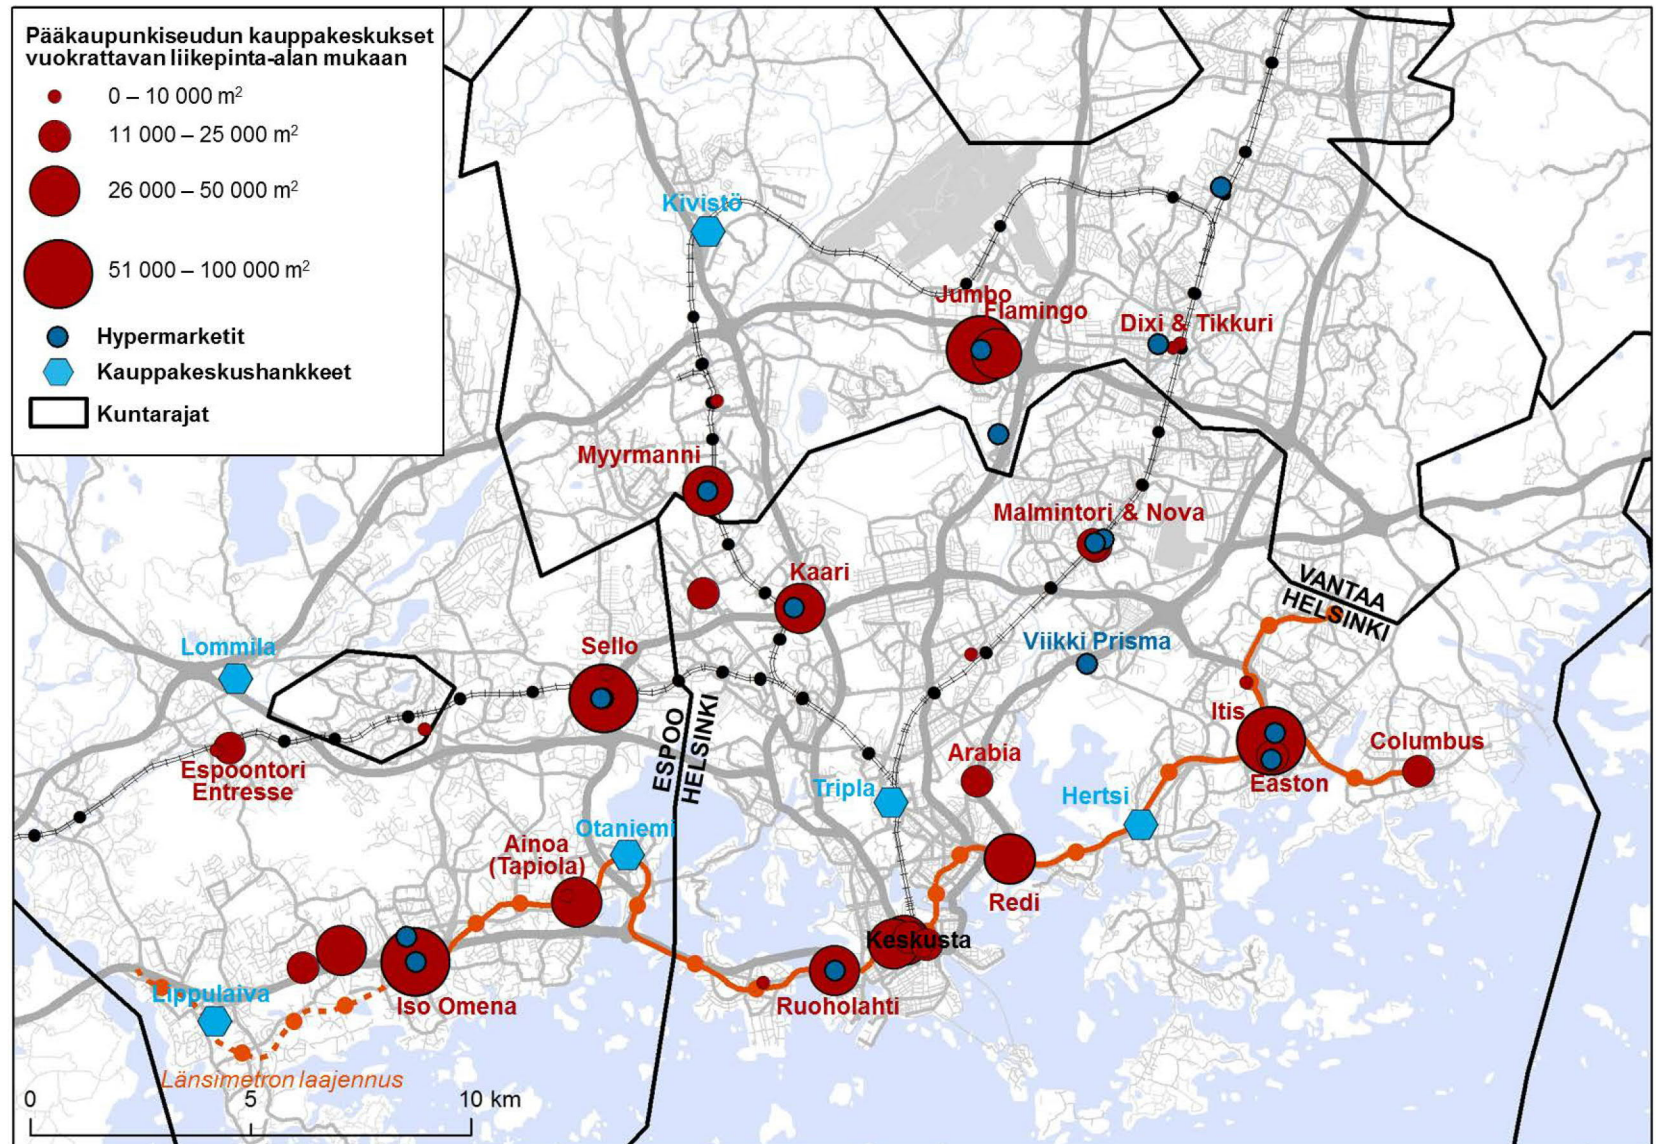 Pääkaupunkiseudun kauppakeskukset
vuokrattavan liikepinta-alan mukaan
0 – 10 000 m²
11 000 – 25 000 m²
26 000 – 50 000 m²
51 000 – 100 000 m²
Hypermarketit
Kauppakeskushankkeet
Kuntarajat
Kivistö
Jumbo
Flamingo
Dixi & Tikkuri
Myyrmanni
Malmintori & Nova
Kaari
VANTAA
HELSINKI
Viikki Prisma
Lommila
Sello
ESPOO
HELSINKI
Itis
Columbus
Espoontori
Entresse
Arabia
Easton
Tripla
Hertsi
Otaniemi
Ainoa
(Tapiola)
Redi
Keskusta
Lippulaiva
Iso Omena
Ruoholahti
Länsimetron laajennus
0 5 10 km